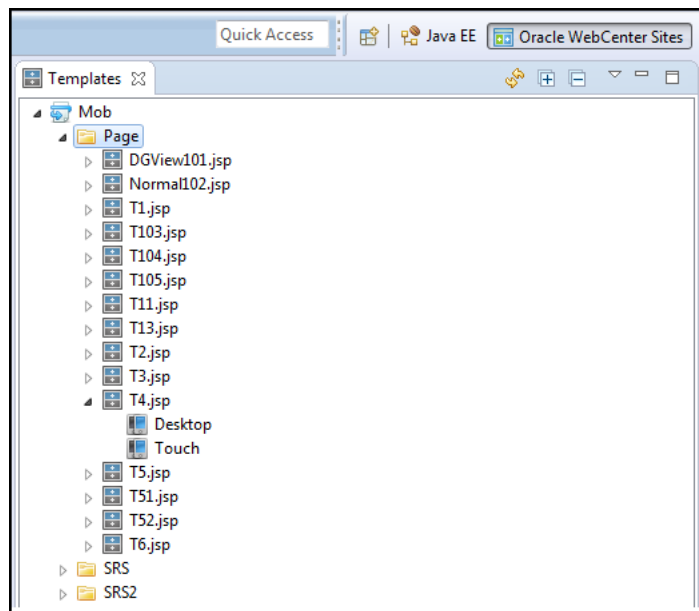 Quick Access Java EE Oracle WebCenter Sites
Templates
Mob
Page
DGView101.jsp
Normal102.jsp
T1.jsp
T103.jsp
T104.jsp
T105.jsp
T11.jsp
T13.jsp
T2.jsp
T3.jsp
T4.jsp
Desktop
Touch
T5.jsp
T51.jsp
T52.jsp
T6.jsp
SRS
SRS2